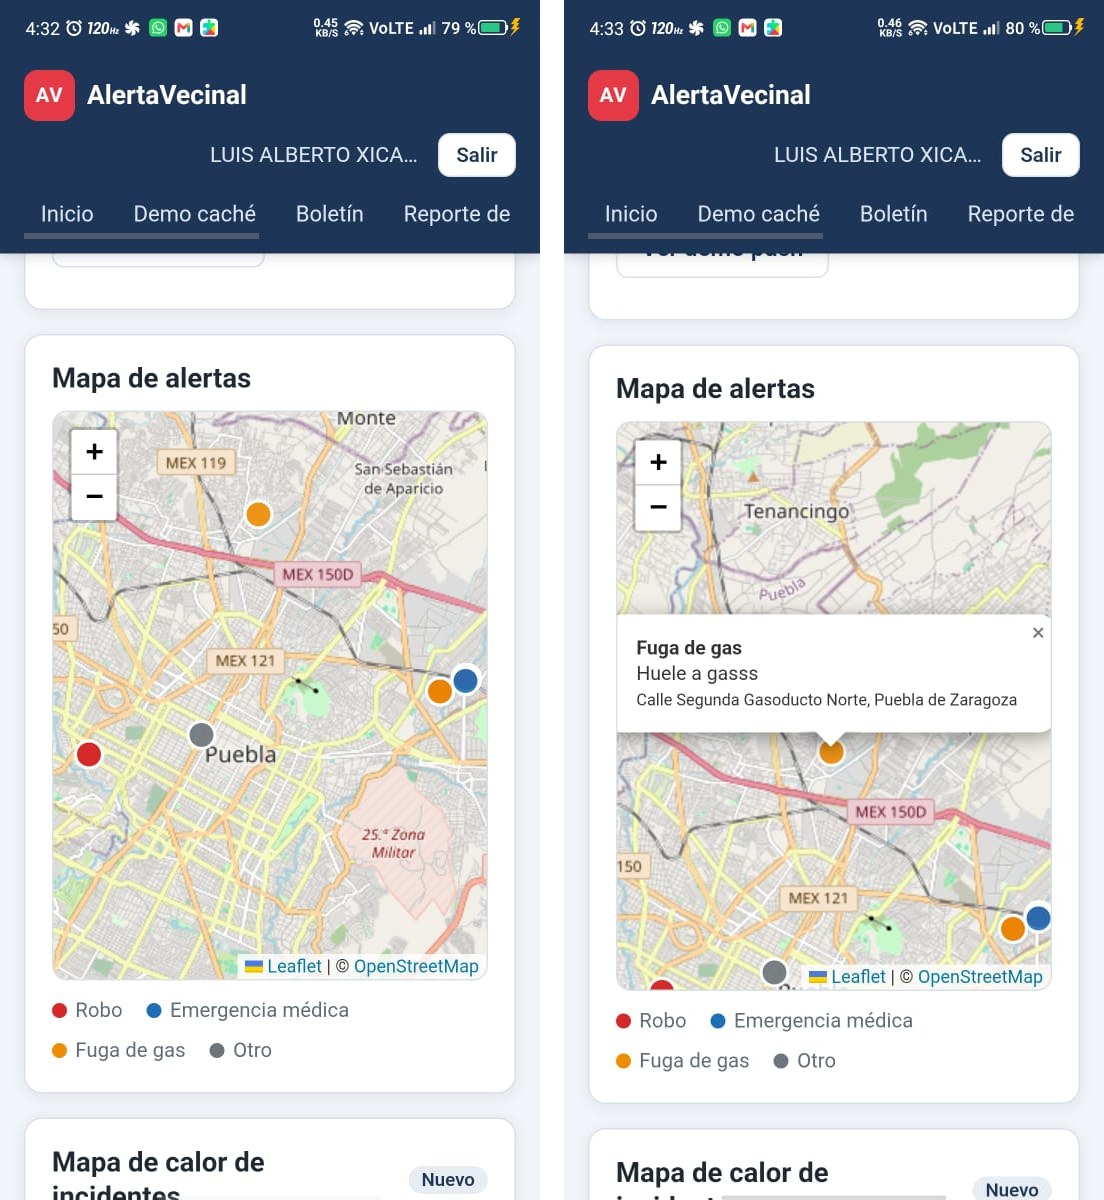 4:32 120Hz 0.45 KB/S VoLTE 79 %
AV AlertaVecinal
LUIS ALBERTO XICA... Salir
Inicio Demo caché Boletín Reporte de
Mapa de alertas
+
−
Monte
MEX 119
San Sebastián
de Aparicio
MEX 150D
50
MEX 121
Puebla
25.ª Zona
Militar
Leaflet | © OpenStreetMap
Robo Emergencia médica
Fuga de gas Otro
Mapa de calor de
incidentes
Nuevo
4:33 120Hz 0.46 KB/S VoLTE 80 %
AV AlertaVecinal
LUIS ALBERTO XICA... Salir
Inicio Demo caché Boletín Reporte de
Ver demo push
Mapa de alertas
+
−
Tenancingo
Puebla
×
Fuga de gas
Huele a gasss
Calle Segunda Gasoducto Norte, Puebla de Zaragoza
MEX 150D
150
MEX 121
Leaflet | © OpenStreetMap
Robo Emergencia médica
Fuga de gas Otro
Mapa de calor de
Nuevo